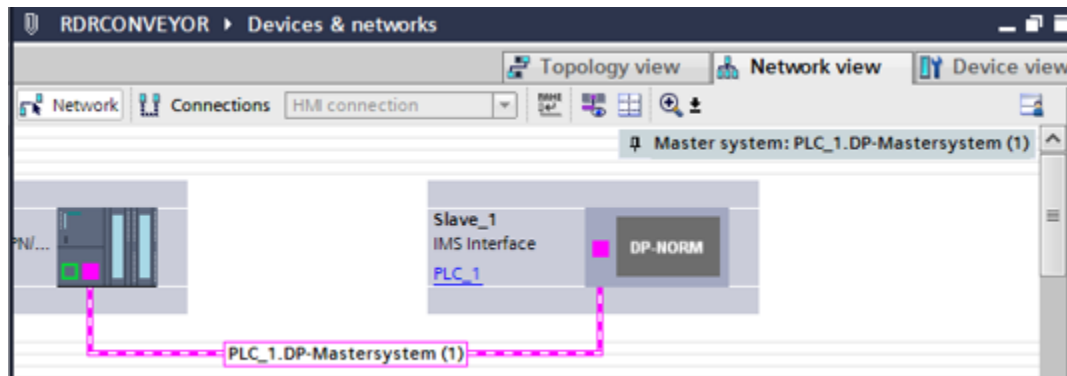 RDRCONVEYOR ▸ Devices & networks
Topology view Network view Device view
Network Connections HMI connection
Master system: PLC_1.DP-Mastersystem (1)
Slave_1
PN/... IMS Interface DP-NORM
PLC_1
PLC_1.DP-Mastersystem (1)